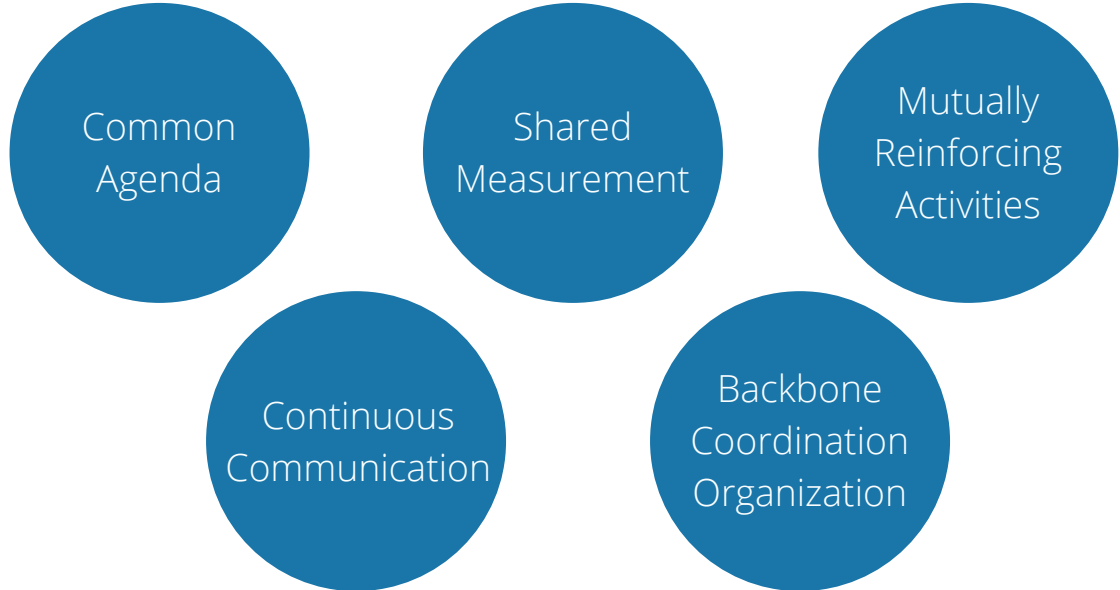 Common
Agenda
Shared
Measurement
Mutually
Reinforcing
Activities
Continuous
Communication
Backbone
Coordination
Organization